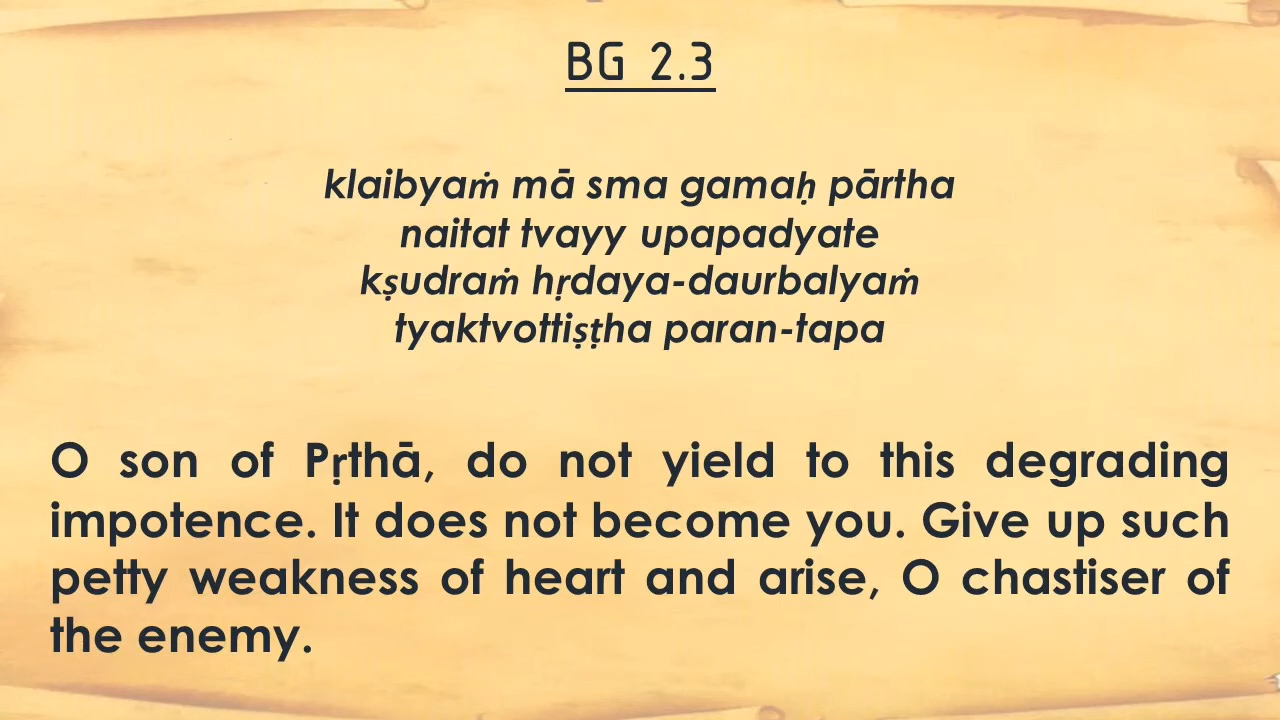 BG 2.3
klaibyaṁ mā sma gamaḥ pārtha
naitat tvayy upapadyate
kṣudraṁ hṛdaya-daurbalyaṁ
tyaktvottiṣṭha paran-tapa
O son of Pṛthā, do not yield to this degrading
impotence. It does not become you. Give up such
petty weakness of heart and arise, O chastiser of
the enemy.